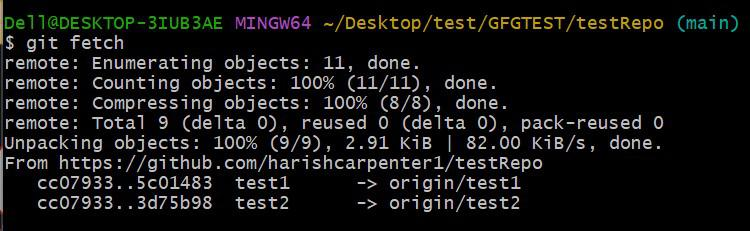 Dell@DESKTOP-3IUB3AE MINGW64 ~/Desktop/test/GFGTEST/testRepo (main)
$ git fetch
remote: Enumerating objects: 11, done.
remote: Counting objects: 100% (11/11), done.
remote: Compressing objects: 100% (8/8), done.
remote: Total 9 (delta 0), reused 0 (delta 0), pack-reused 0
Unpacking objects: 100% (9/9), 2.91 KiB | 82.00 KiB/s, done.
From https://github.com/harishcarpenter1/testRepo
   cc07933..5c01483  test1      -> origin/test1
   cc07933..3d75b98  test2      -> origin/test2